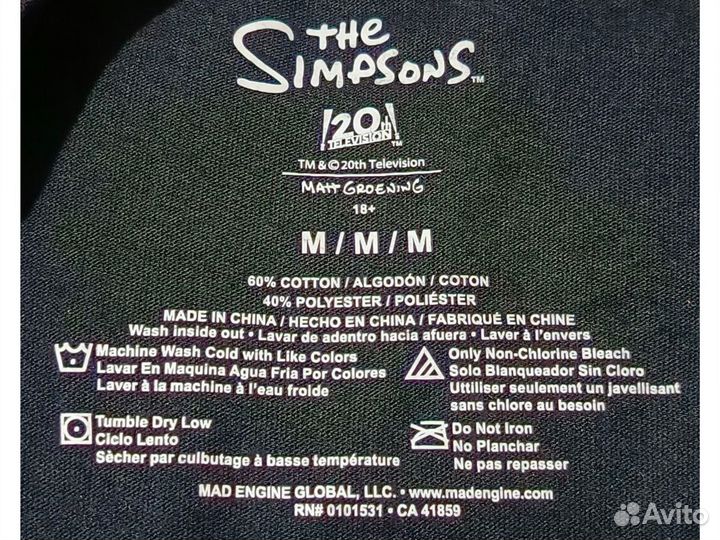 THE
SIMPSONS™
20th
TELEVISION™
TM & © 20th Television
MATT GROENING
18+
M / M / M
60% COTTON / ALGODÓN / COTON
40% POLYESTER / POLIÉSTER
MADE IN CHINA / HECHO EN CHINA / FABRIQUÉ EN CHINE
Wash inside out • Lavar de adentro hacia afuera • Laver à l'envers
Machine Wash Cold with Like Colors
Lavar En Maquina Agua Fria Por Colores
Laver à la machine à l'eau froide
Only Non-Chlorine Bleach
Solo Blanqueador Sin Cloro
Uttiliser seulement un javellisant
sans chlore au besoin
Tumble Dry Low
Ciclo Lento
Sècher par culbutage à basse température
Do Not Iron
No Planchar
Ne pas repasser
MAD ENGINE GLOBAL, LLC. • www.madengine.com
RN# 0101531 • CA 41859
Avito